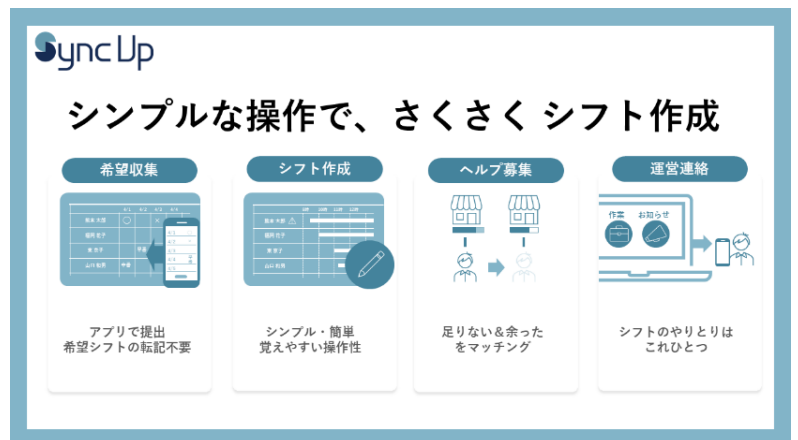 Sync Up
シンプルな操作で、さくさく シフト作成
希望収集
シフト作成
ヘルプ募集
運営連絡
作業 お知らせ
アプリで提出
希望シフトの転記不要
シンプル・簡単
覚えやすい操作性
足りない＆余った
をマッチング
シフトのやりとりは
これひとつ